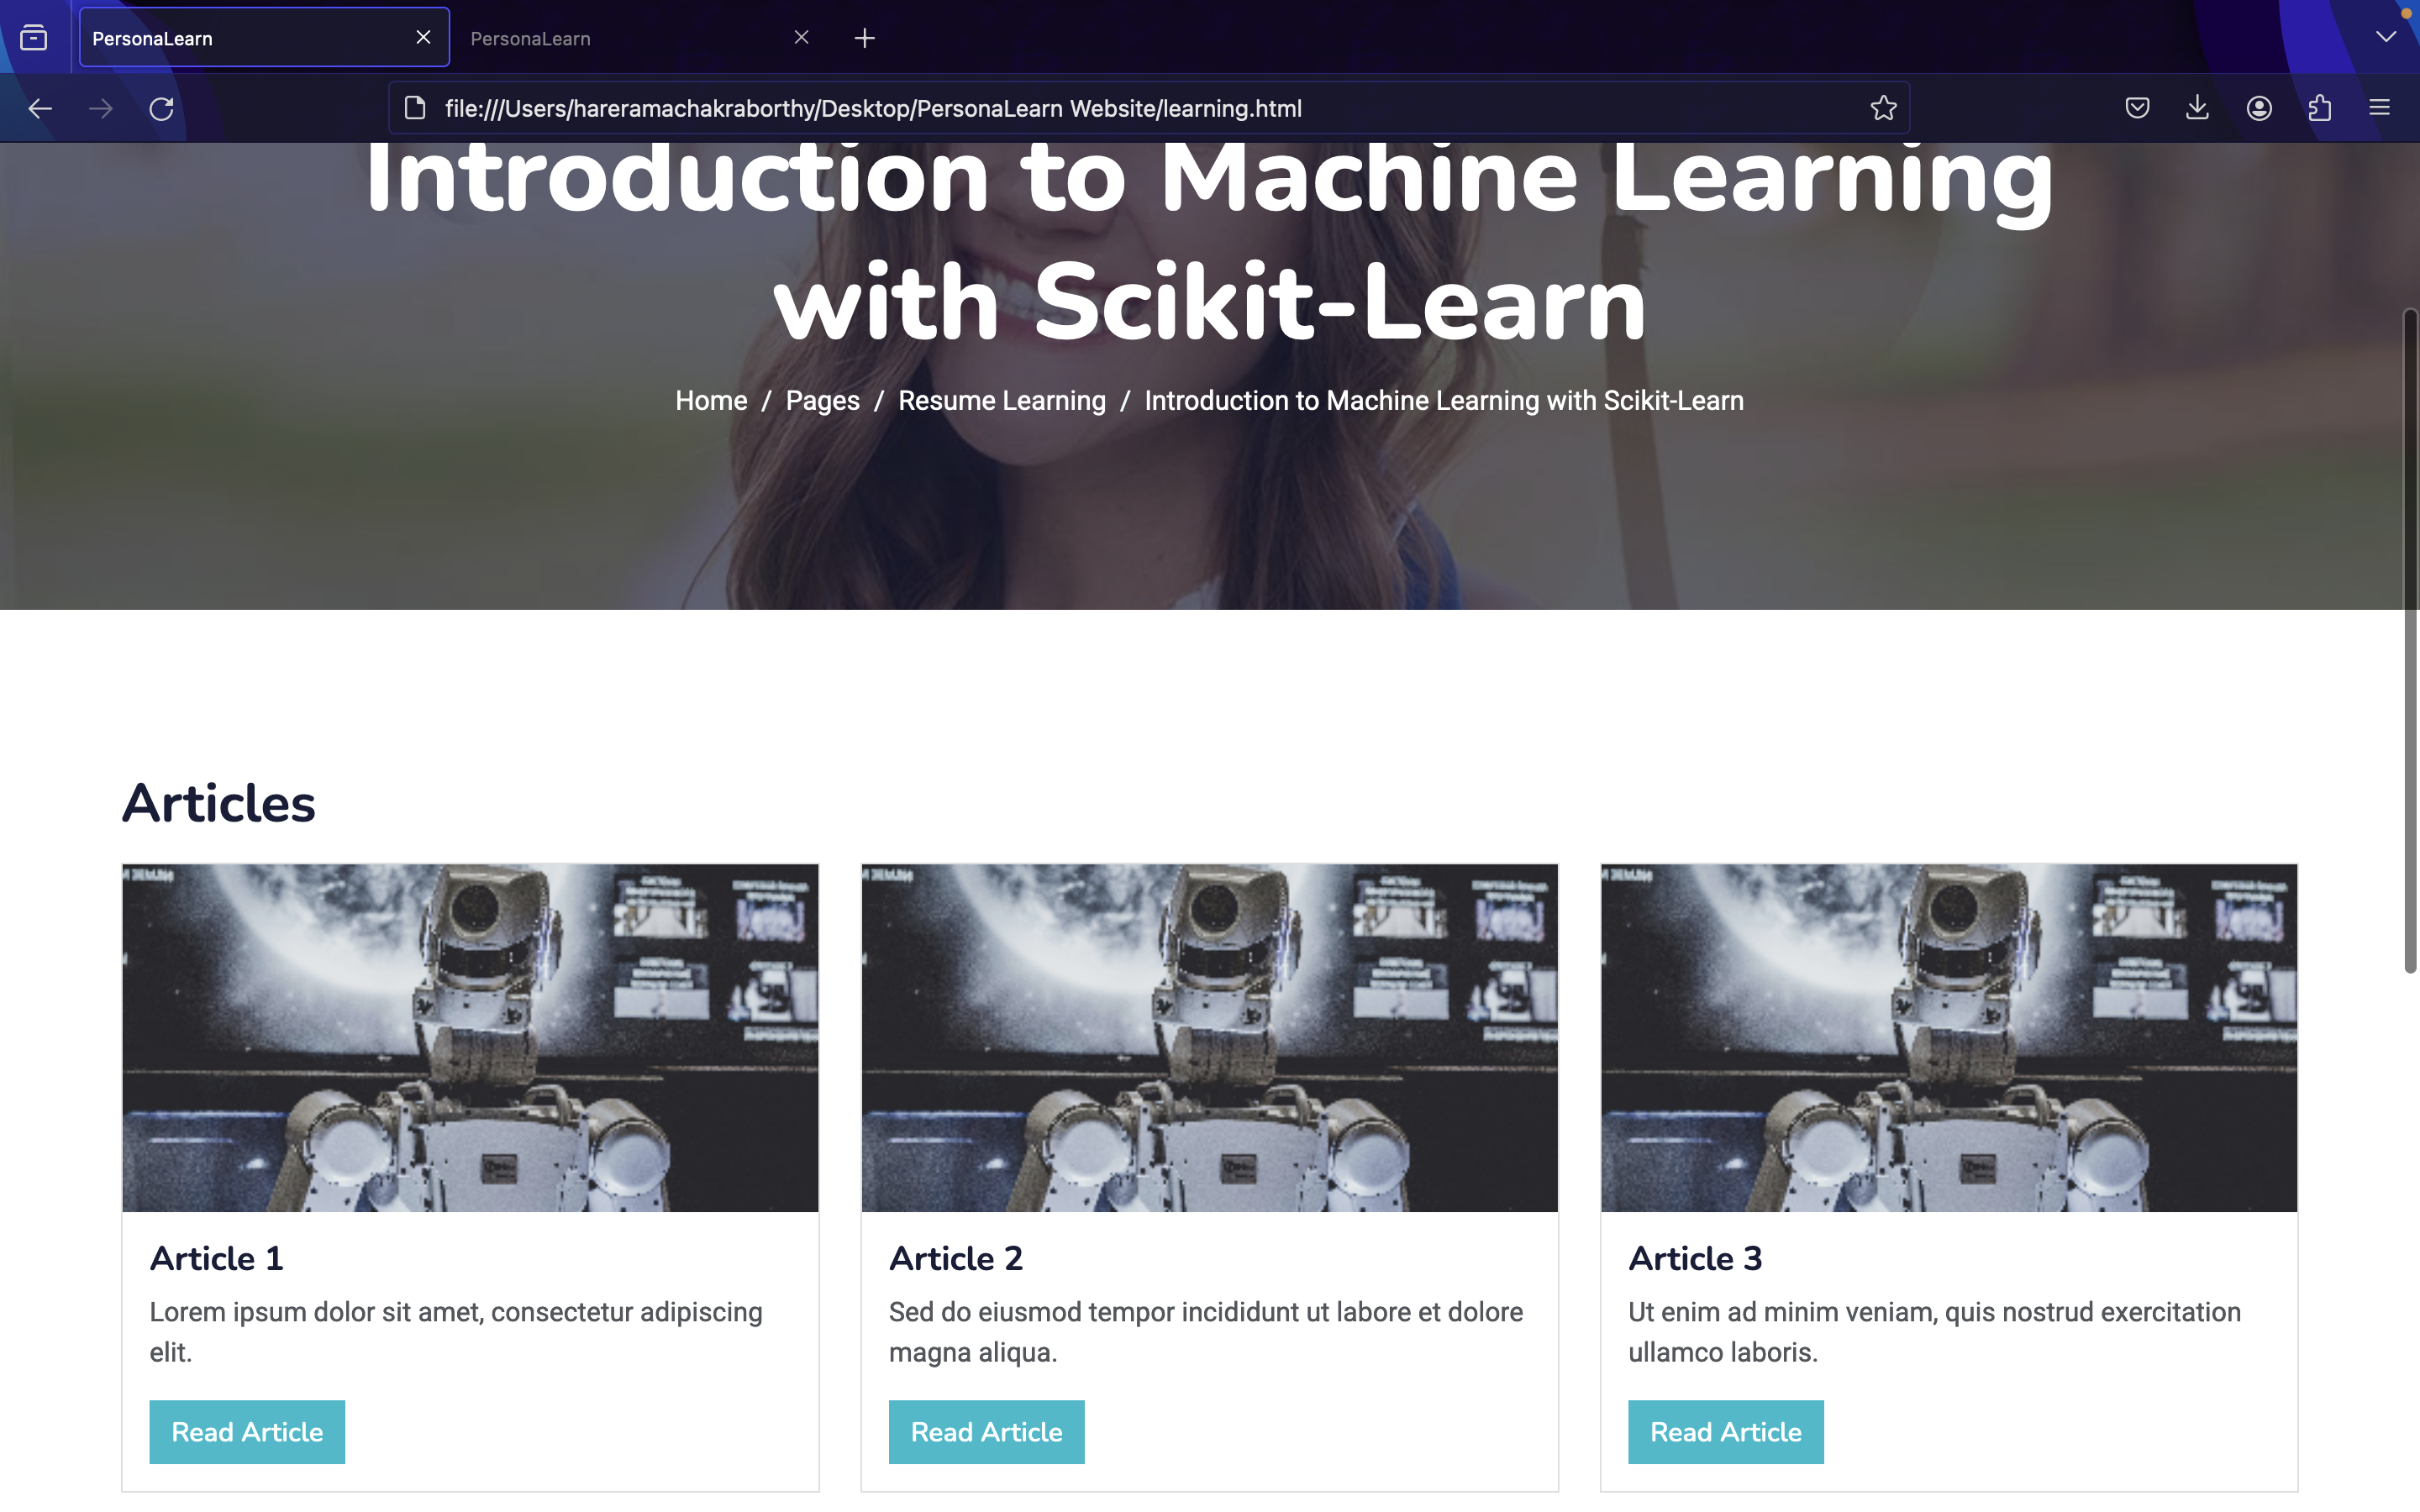 PersonaLearn
PersonaLearn
file:///Users/hareramachakraborthy/Desktop/PersonaLearn Website/learning.html
Introduction to Machine Learning
with Scikit-Learn
Home / Pages / Resume Learning / Introduction to Machine Learning with Scikit-Learn
Articles
Article 1
Lorem ipsum dolor sit amet, consectetur adipiscing
elit.
Read Article
Article 2
Sed do eiusmod tempor incididunt ut labore et dolore
magna aliqua.
Read Article
Article 3
Ut enim ad minim veniam, quis nostrud exercitation
ullamco laboris.
Read Article